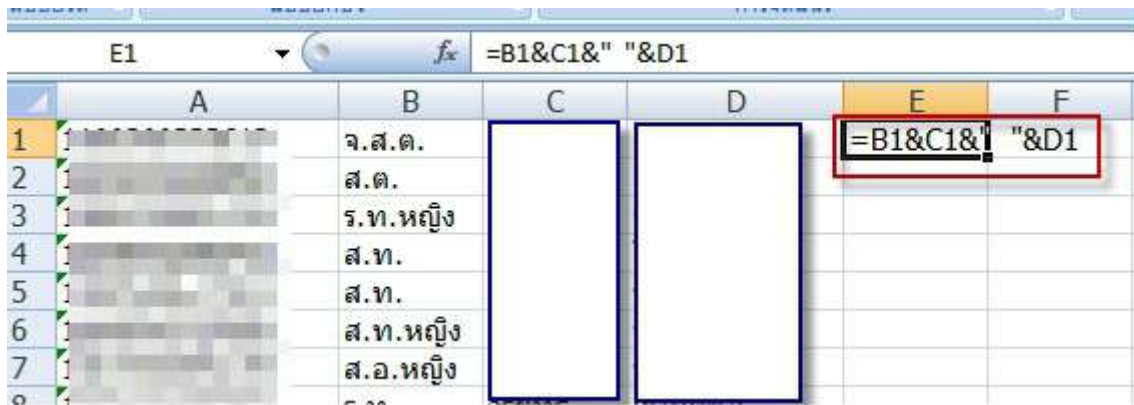 E1 fx =B1&C1&" "&D1
A B C D E F
1 จ.ส.ต. =B1&C1&" "&D1
2 ส.ต.
3 ร.ท.หญิง
4 ส.ท.
5 ส.ท.
6 ส.ท.หญิง
7 ส.อ.หญิง
8